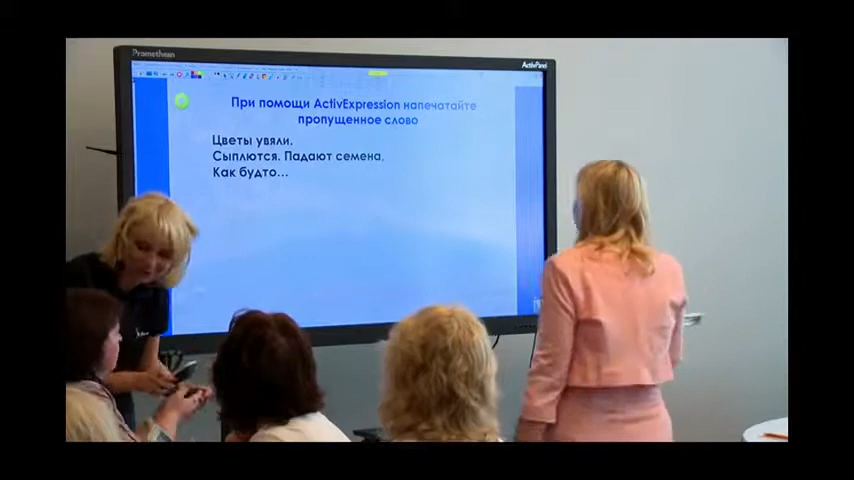 Promethean
ActivPanel
При помощи ActivExpression напечатайте
пропущенное слово
Цветы увяли.
Сыплются. Падают семена,
Как будто...